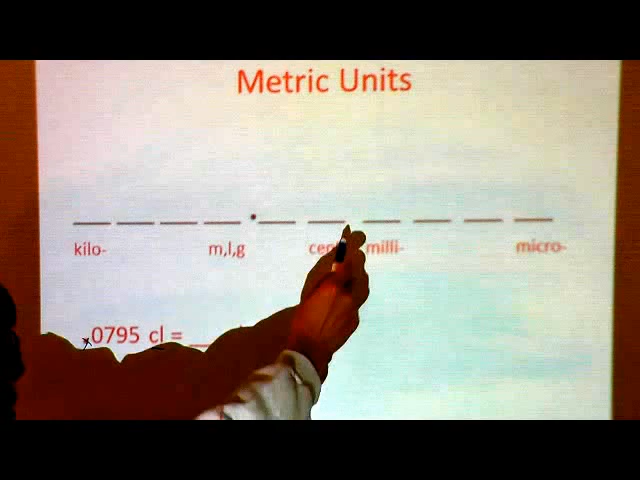 Metric Units
kilo- m,l,g milli- micro-
.0795 cl =